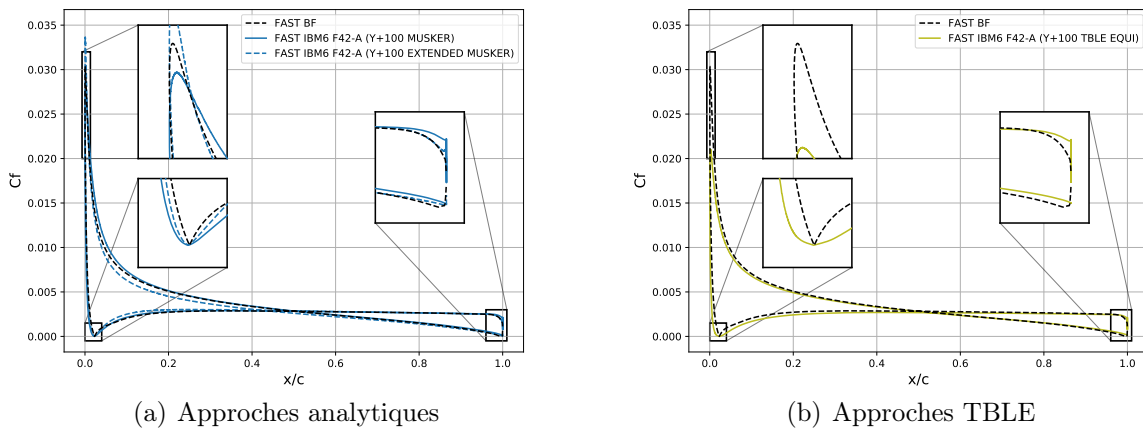 FAST BF
FAST IBM6 F42-A (Y+100 MUSKER)
FAST IBM6 F42-A (Y+100 EXTENDED MUSKER)
Cf
0.035
0.030
0.025
0.020
0.015
0.010
0.005
0.000
0.0 0.2 0.4 0.6 0.8 1.0
x/c
(a) Approches analytiques
FAST BF
FAST IBM6 F42-A (Y+100 TBLE EQUI)
Cf
0.035
0.030
0.025
0.020
0.015
0.010
0.005
0.000
0.0 0.2 0.4 0.6 0.8 1.0
x/c
(b) Approches TBLE